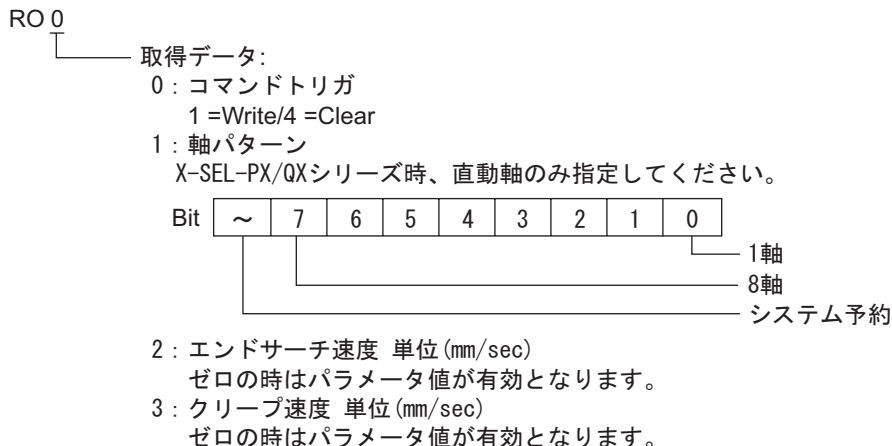 RO 0
取得データ:
0：コマンドトリガ
1 =Write/4 =Clear
1：軸パターン
X-SEL-PX/QXシリーズ時、直動軸のみ指定してください。
Bit ～ 7 6 5 4 3 2 1 0
1軸
8軸
システム予約
2：エンドサーチ速度 単位(mm/sec)
ゼロの時はパラメータ値が有効となります。
3：クリープ速度 単位(mm/sec)
ゼロの時はパラメータ値が有効となります。